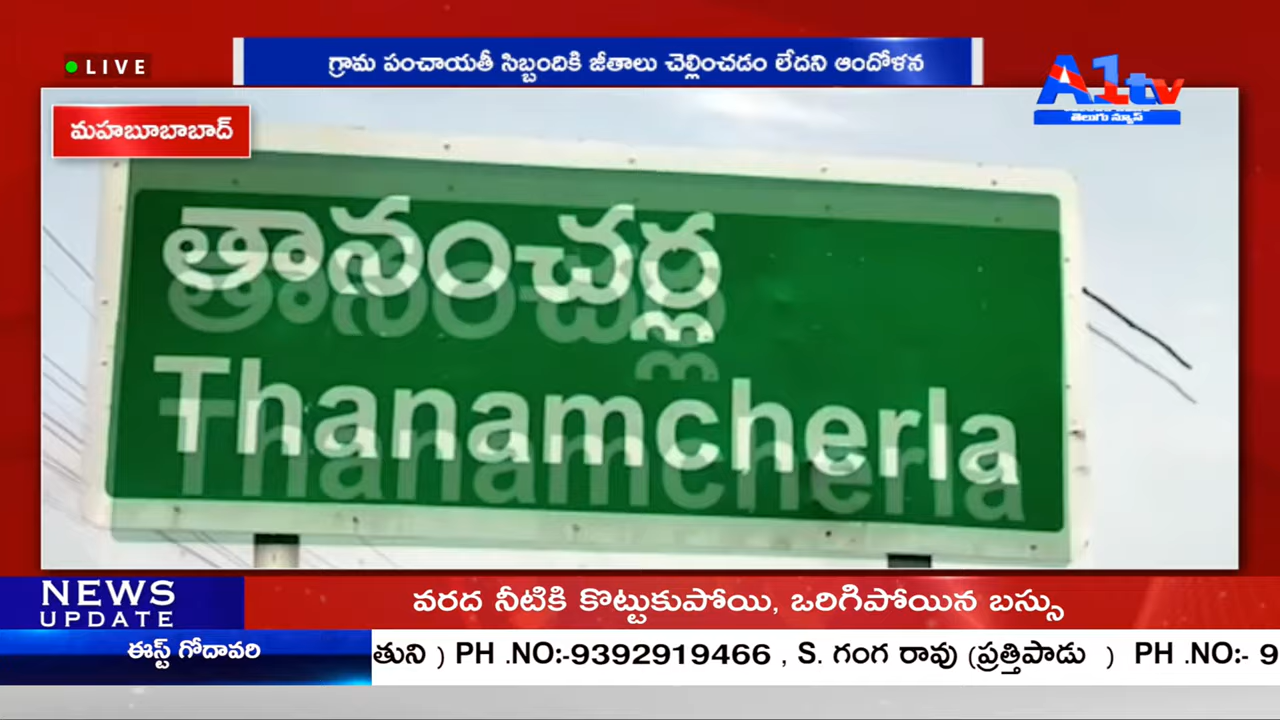 LIVE
గ్రామ పంచాయతీ సిబ్బందికి జీతాలు చెల్లించడం లేదని ఆందోళన
A1tv
తెలుగు న్యూస్
మహబూబాబాద్
తానంచర్ల
Thanamcherla
NEWS
UPDATE
వరద నీటికి కొట్టుకుపోయి, ఒరిగిపోయిన బస్సు
ఈస్ట్ గోదావరి
తుని ) PH .NO:-9392919466 , S. గంగ రావు (ప్రత్తిపాడు ) PH .NO:- 9